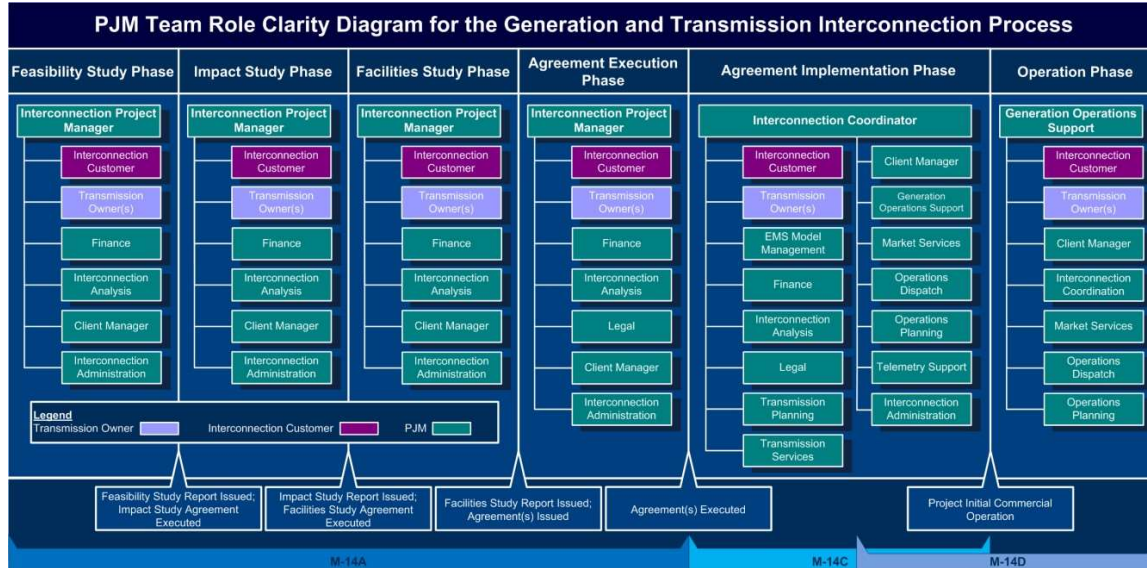 PJM Team Role Clarity Diagram for the Generation and Transmission Interconnection Process
Feasibility Study Phase
Impact Study Phase
Facilities Study Phase
Agreement Execution
Phase
Agreement Implementation Phase
Operation Phase
Interconnection Project
Manager
Interconnection
Customer
Transmission
Owner(s)
Finance
Interconnection
Analysis
Client Manager
Interconnection
Administration
Interconnection Project
Manager
Interconnection
Customer
Transmission
Owner(s)
Finance
Interconnection
Analysis
Client Manager
Interconnection
Administration
Interconnection Project
Manager
Interconnection
Customer
Transmission
Owner(s)
Finance
Interconnection
Analysis
Client Manager
Interconnection
Administration
Interconnection Project
Manager
Interconnection
Customer
Transmission
Owner(s)
Finance
Interconnection
Analysis
Legal
Client Manager
Interconnection
Administration
Interconnection Coordinator
Interconnection
Customer
Transmission
Owner(s)
EMS Model
Management
Finance
Interconnection
Analysis
Legal
Transmission
Planning
Transmission
Services
Client Manager
Generation
Operations Support
Market Services
Operations
Dispatch
Operations
Planning
Telemetry Support
Interconnection
Administration
Generation Operations
Support
Interconnection
Customer
Transmission
Owner(s)
Client Manager
Interconnection
Coordination
Market Services
Operations
Dispatch
Operations
Planning
Legend
Transmission Owner
Interconnection Customer
PJM
Feasibility Study Report Issued;
Impact Study Agreement
Executed
Impact Study Report Issued;
Facilities Study Agreement
Executed
Facilities Study Report Issued;
Agreement(s) Issued
Agreement(s) Executed
Project Initial Commercial
Operation
M-14A
M-14C
M-14D